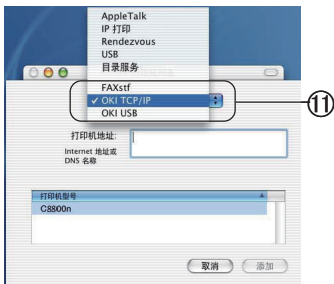 AppleTalk
IP 打印
Rendezvous
USB
目录服务
FAXstf
✓ OKI TCP/IP
OKI USB
⑪
打印机地址:
Internet 地址或
DNS 名称
打印机型号
C8800n
取消
添加